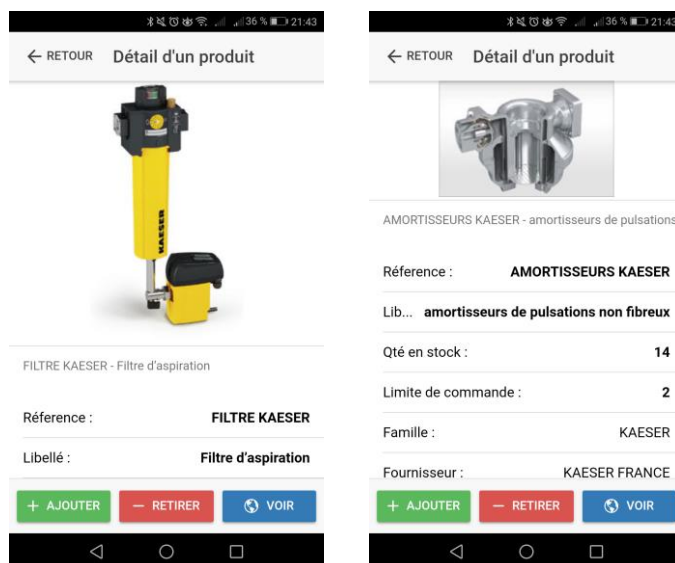 36 % 21:43
← RETOUR Détail d'un produit
KAESER
FILTRE KAESER - Filtre d'aspiration
Réference : FILTRE KAESER
Libellé : Filtre d'aspiration
+ AJOUTER − RETIRER VOIR
36 % 21:43
← RETOUR Détail d'un produit
AMORTISSEURS KAESER - amortisseurs de pulsations
Réference : AMORTISSEURS KAESER
Lib... amortisseurs de pulsations non fibreux
Qté en stock : 14
Limite de commande : 2
Famille : KAESER
Fournisseur : KAESER FRANCE
+ AJOUTER − RETIRER VOIR